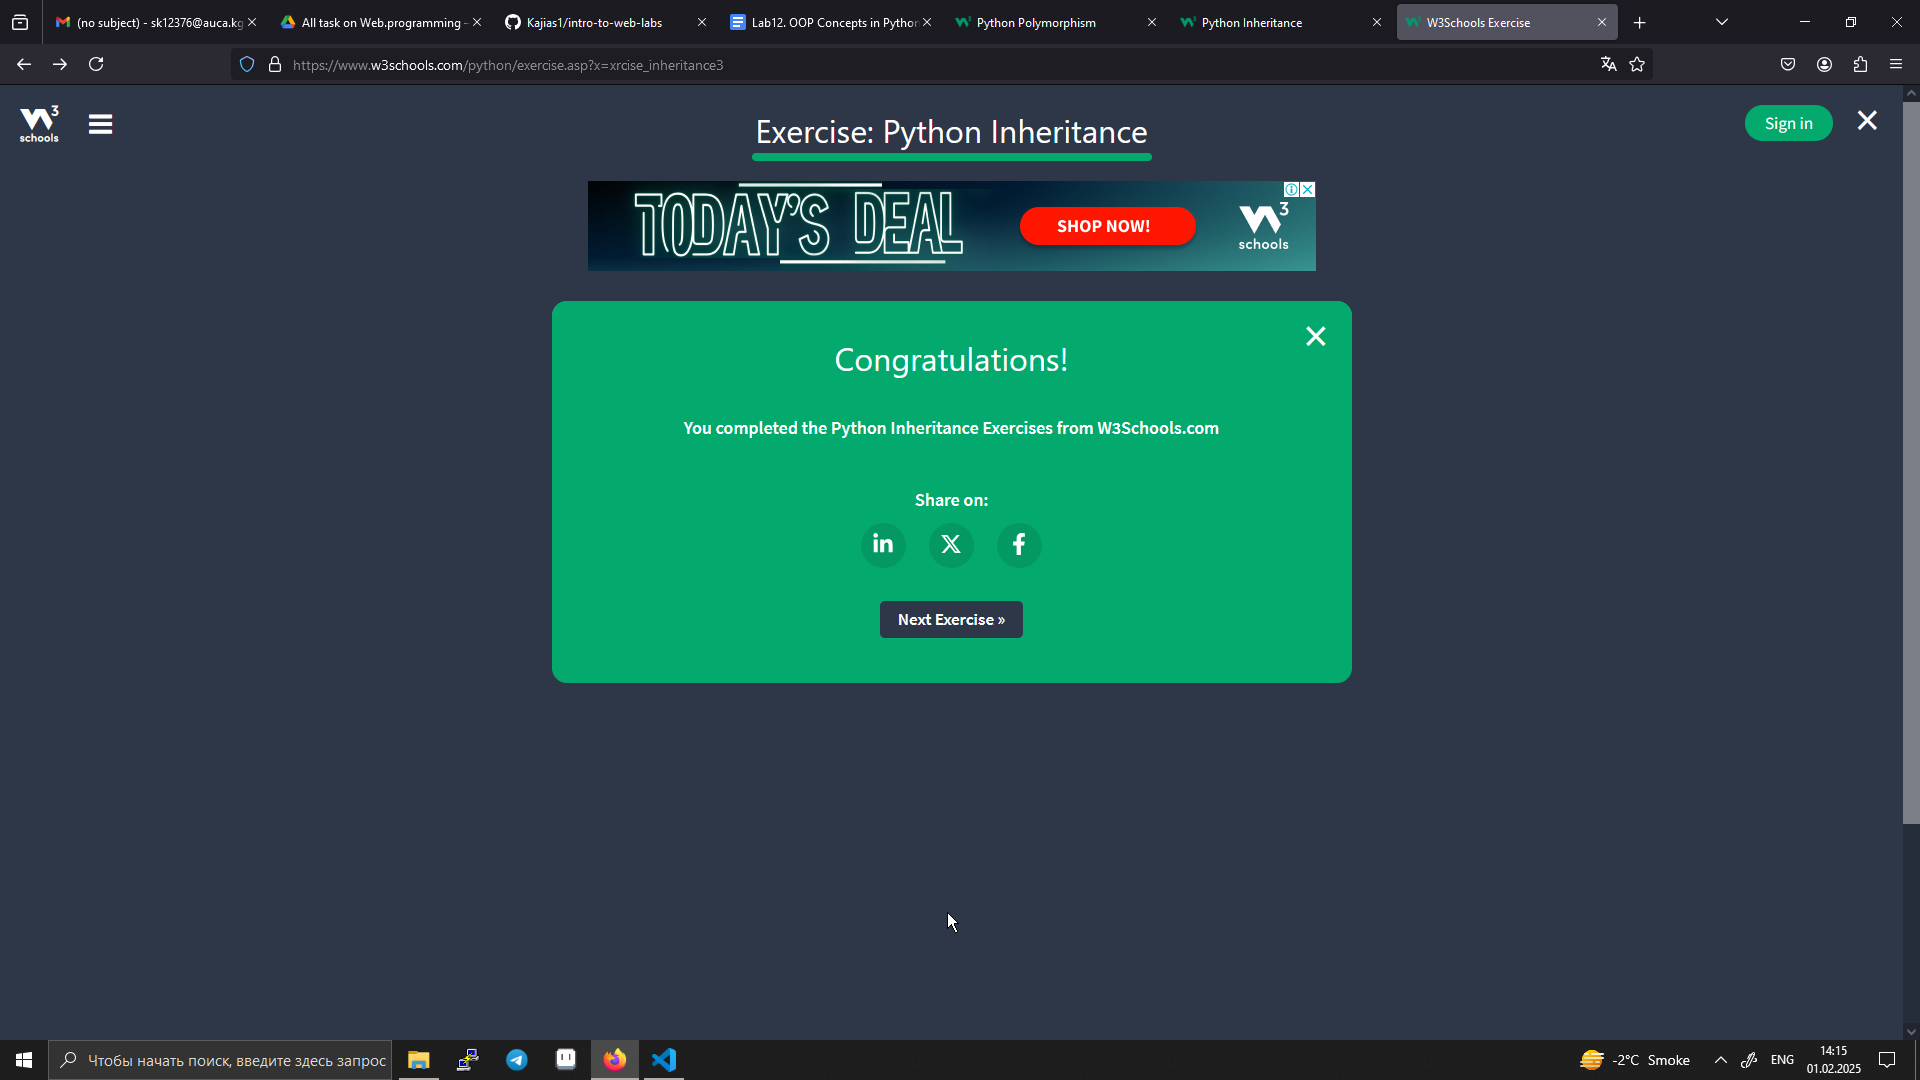 (no subject) - sk12376@auca.kg
All task on Web.programming -
Kajias1/intro-to-web-labs
Lab12. OOP Concepts in Python
Python Polymorphism
Python Inheritance
W3Schools Exercise
https://www.w3schools.com/python/exercise.asp?x=xrcise_inheritance3
W3 schools
Exercise: Python Inheritance
Sign in
TODAY'S DEAL
SHOP NOW!
W3 schools
Congratulations!
You completed the Python Inheritance Exercises from W3Schools.com
Share on:
in X f
Next Exercise »
Чтобы начать поиск, введите здесь запрос
-2°C Smoke
ENG
14:15
01.02.2025